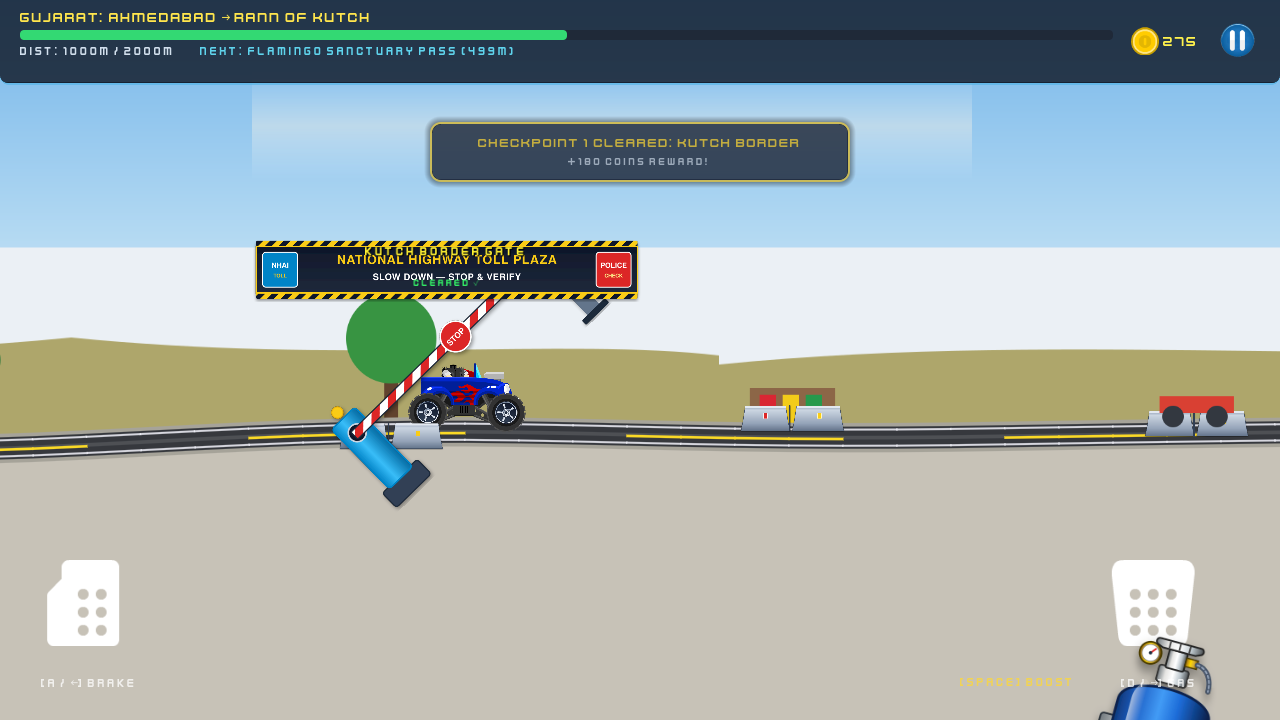 GUJARAT: AHMEDABAD → RANN OF KUTCH
DIST: 1000M / 2000M
NEXT: FLAMINGO SANCTUARY PASS (499M)
275
CHECKPOINT 1 CLEARED: KUTCH BORDER
+180 COINS REWARD!
KUTCH BORDER GATE
NHAI
TOLL
NATIONAL HIGHWAY TOLL PLAZA
SLOW DOWN — STOP & VERIFY
CLEARED ✓
POLICE
CHECK
STOP
[A / ←] BRAKE
[SPACE] BOOST
[D / →] GAS